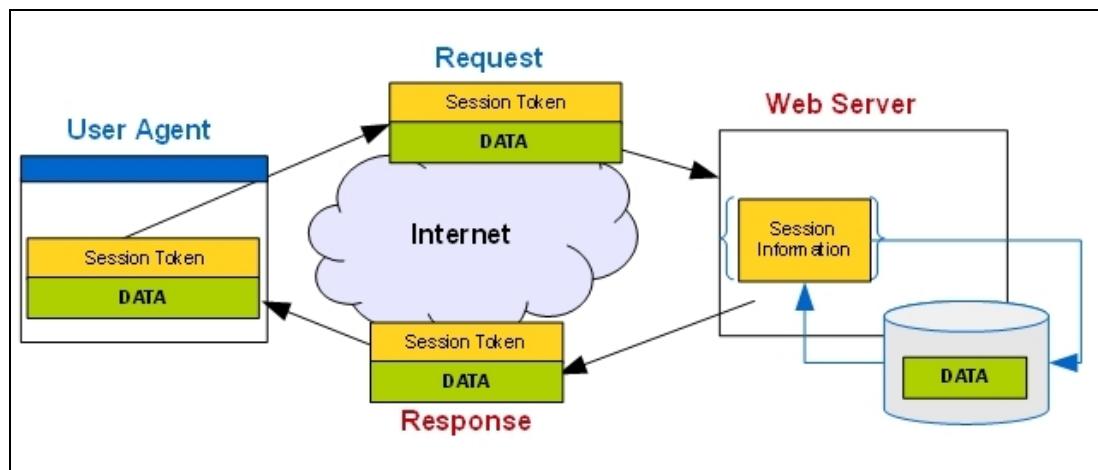 Request
Session Token
DATA
User Agent
Session Token
DATA
Internet
Web Server
Session
Information
DATA
Session Token
DATA
Response